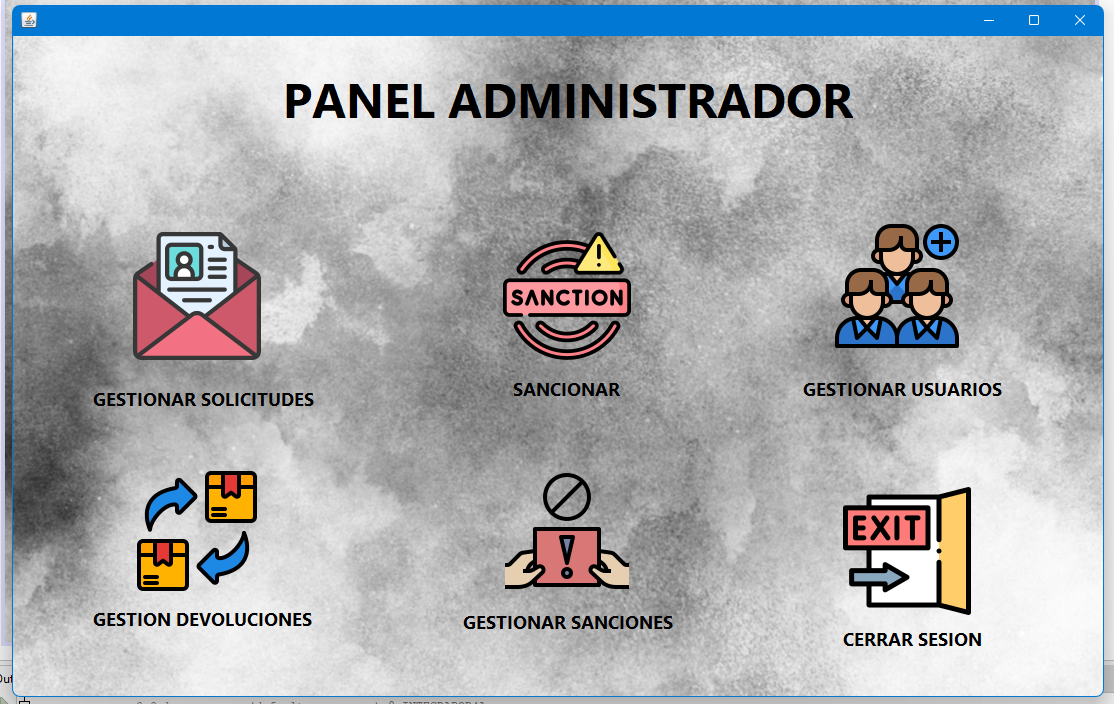 PANEL ADMINISTRADOR
SANCTION
GESTIONAR SOLICITUDES
SANCIONAR
GESTIONAR USUARIOS
EXIT
GESTION DEVOLUCIONES
GESTIONAR SANCIONES
CERRAR SESION